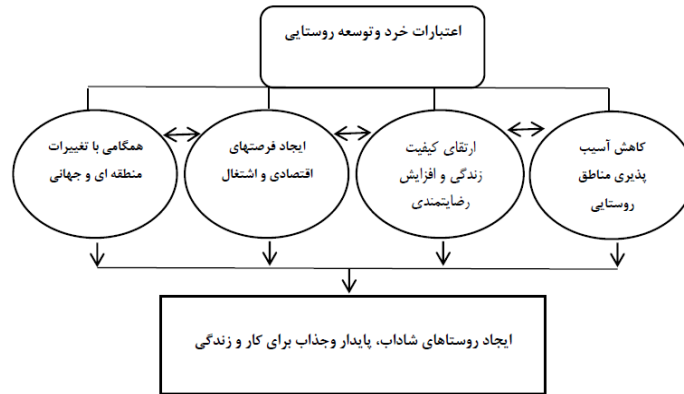 اعتبارات خرد وتوسعه روستایی
کاهش آسیب
پذیری مناطق
روستایی
ارتقای کیفیت
زندگی و افزایش
رضایتمندی
ایجاد فرصتهای
اقتصادی و اشتغال
همگامی با تغییرات
منطقه ای و جهانی
ایجاد روستاهای شاداب، پایدار وجذاب برای کار و زندگی